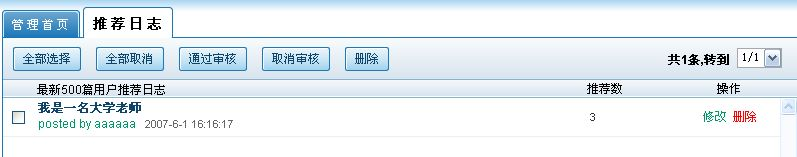 管理首页 推荐日志
全部选择 全部取消 通过审核 取消审核 删除 共1条,转到 1/1
最新500篇用户推荐日志 推荐数 操作
我是一名大学老师
posted by aaaaaa 2007-6-1 16:16:17 3 修改 删除